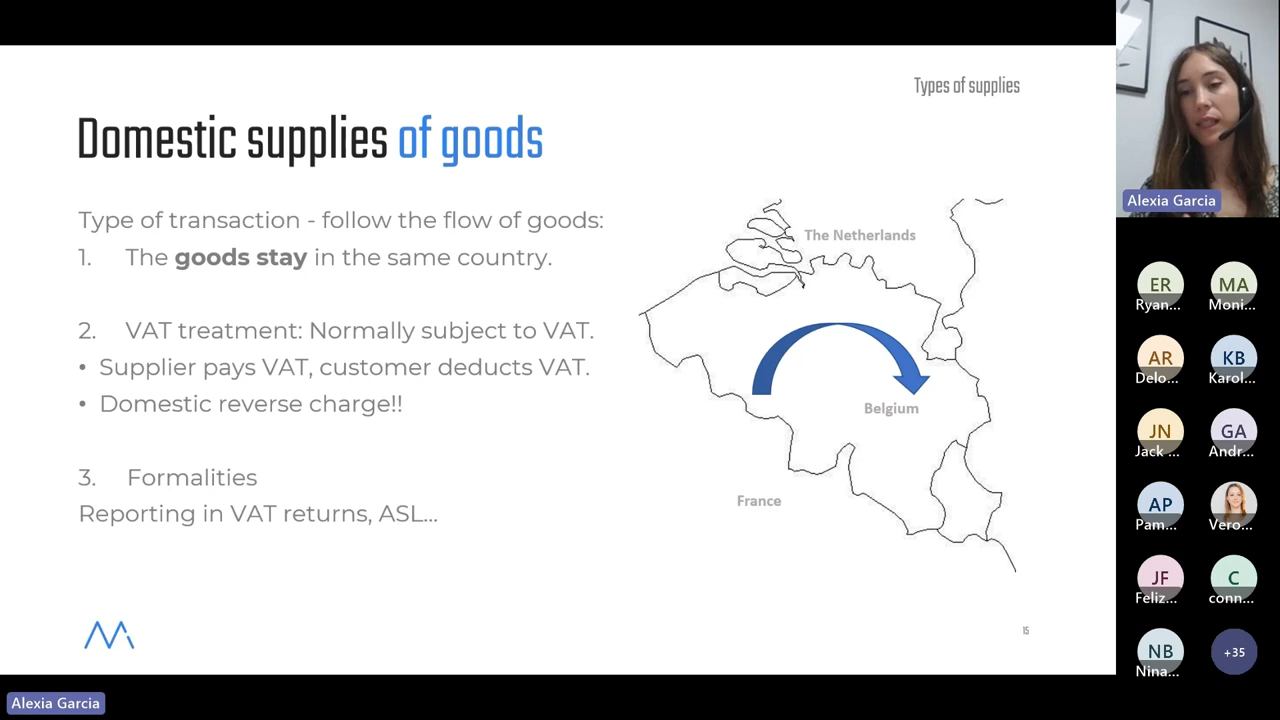 Types of supplies
Domestic supplies of goods
Type of transaction - follow the flow of goods:
1. The goods stay in the same country.
2. VAT treatment: Normally subject to VAT.
• Supplier pays VAT, customer deducts VAT.
• Domestic reverse charge!!
3. Formalities
Reporting in VAT returns, ASL...
The Netherlands
Belgium
France
15
Alexia Garcia
Alexia Garcia
ER
Ryan...
MA
Moni...
AR
Delo...
KB
Karol...
JN
Jack ...
GA
Andr...
AP
Pam...
Vero...
JF
Feliz...
C
conn...
NB
Nina...
+35